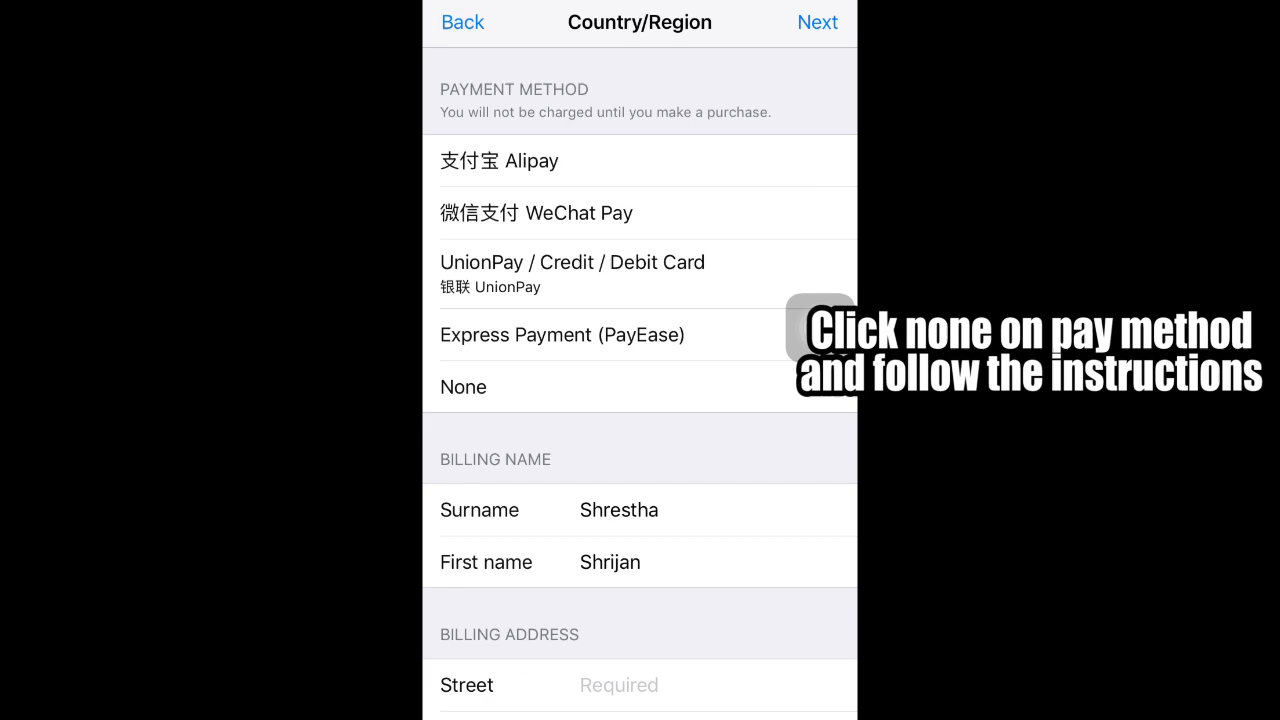 Back Country/Region Next
PAYMENT METHOD
You will not be charged until you make a purchase.
支付宝 Alipay
微信支付 WeChat Pay
UnionPay / Credit / Debit Card
银联 UnionPay
Express Payment (PayEase)
None
Click none on pay method
and follow the instructions
BILLING NAME
Surname Shrestha
First name Shrijan
BILLING ADDRESS
Street Required